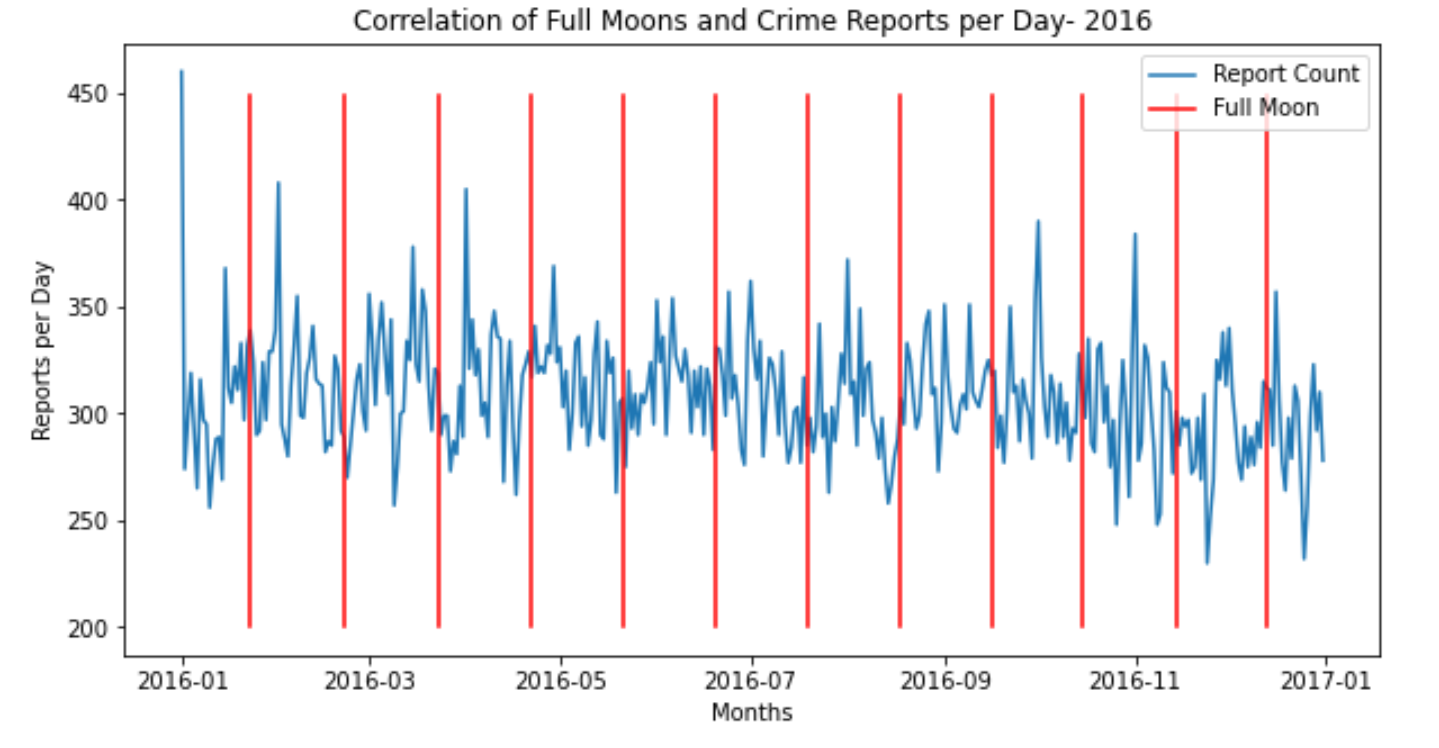 Correlation of Full Moons and Crime Reports per Day- 2016
Report Count
Full Moon
450
400
350
300
250
200
Reports per Day
2016-01
2016-03
2016-05
2016-07
2016-09
2016-11
2017-01
Months